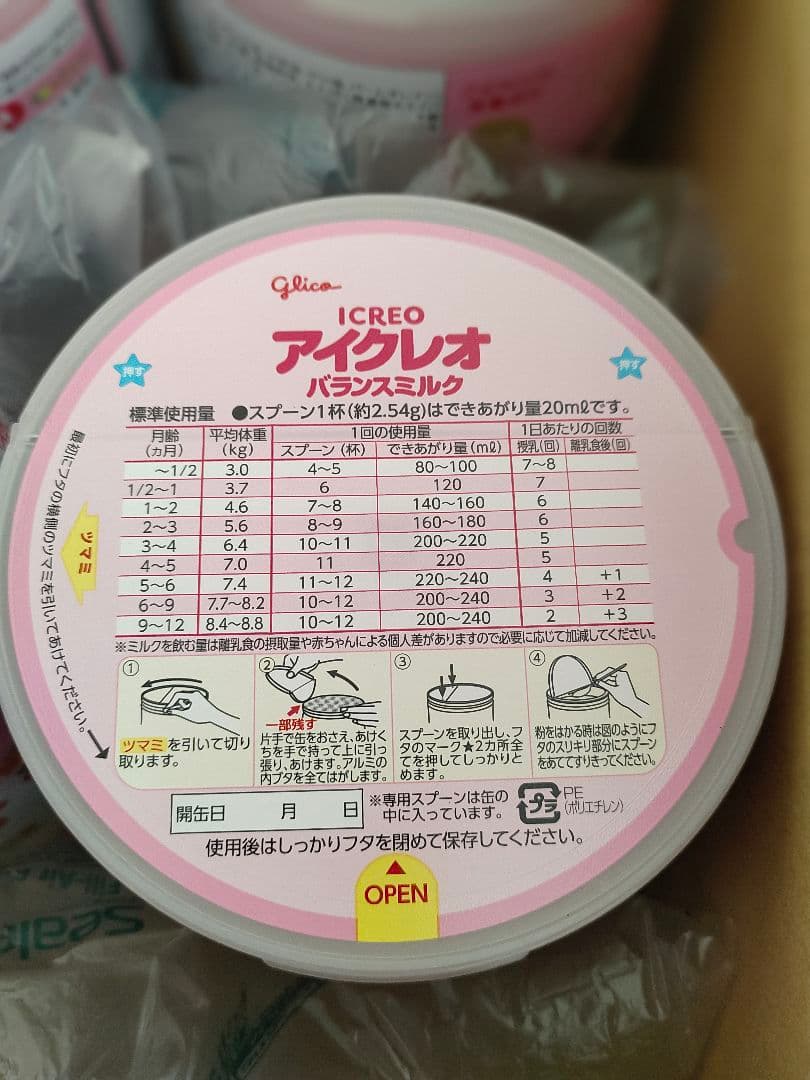 glico
ICREO
アイクレオ
バランスミルク
押す
押す
標準使用量 ●スプーン1杯(約2.54g)はできあがり量20mℓです。
月齢(ヵ月) 平均体重(kg) 1回の使用量 1日あたりの回数
スプーン(杯) できあがり量(mℓ) 授乳(回) 離乳食後(回)
～1/2 3.0 4～5 80～100 7～8
1/2～1 3.7 6 120 7
1～2 4.6 7～8 140～160 6
2～3 5.6 8～9 160～180 6
3～4 6.4 10～11 200～220 5
4～5 7.0 11 220 5
5～6 7.4 11～12 220～240 4 +1
6～9 7.7～8.2 10～12 200～240 3 +2
9～12 8.4～8.8 10～12 200～240 2 +3
※ミルクを飲む量は離乳食の摂取量や赤ちゃんによる個人差がありますので必要に応じて加減してください。
最初にフタの横側のツマミを引いてあけてください。
ツマミ
①
ツマミを引いて切り
取ります。
②
一部残す
片手で缶をおさえ、あけく
ちを手で持って上に引っ
張り、あけます。アルミの
内ブタを全てはがします。
③
スプーンを取り出し、フ
タのマーク★2カ所全
てを押してしっかりと
めます。
④
粉をはかる時は図のようにフ
タのスリキリ部分にスプーン
をあててすりきってください。
開缶日 月 日
※専用スプーンは缶の
中に入っています。
プラ
PE
(ポリエチレン)
使用後はしっかりフタを閉めて保存してください。
OPEN